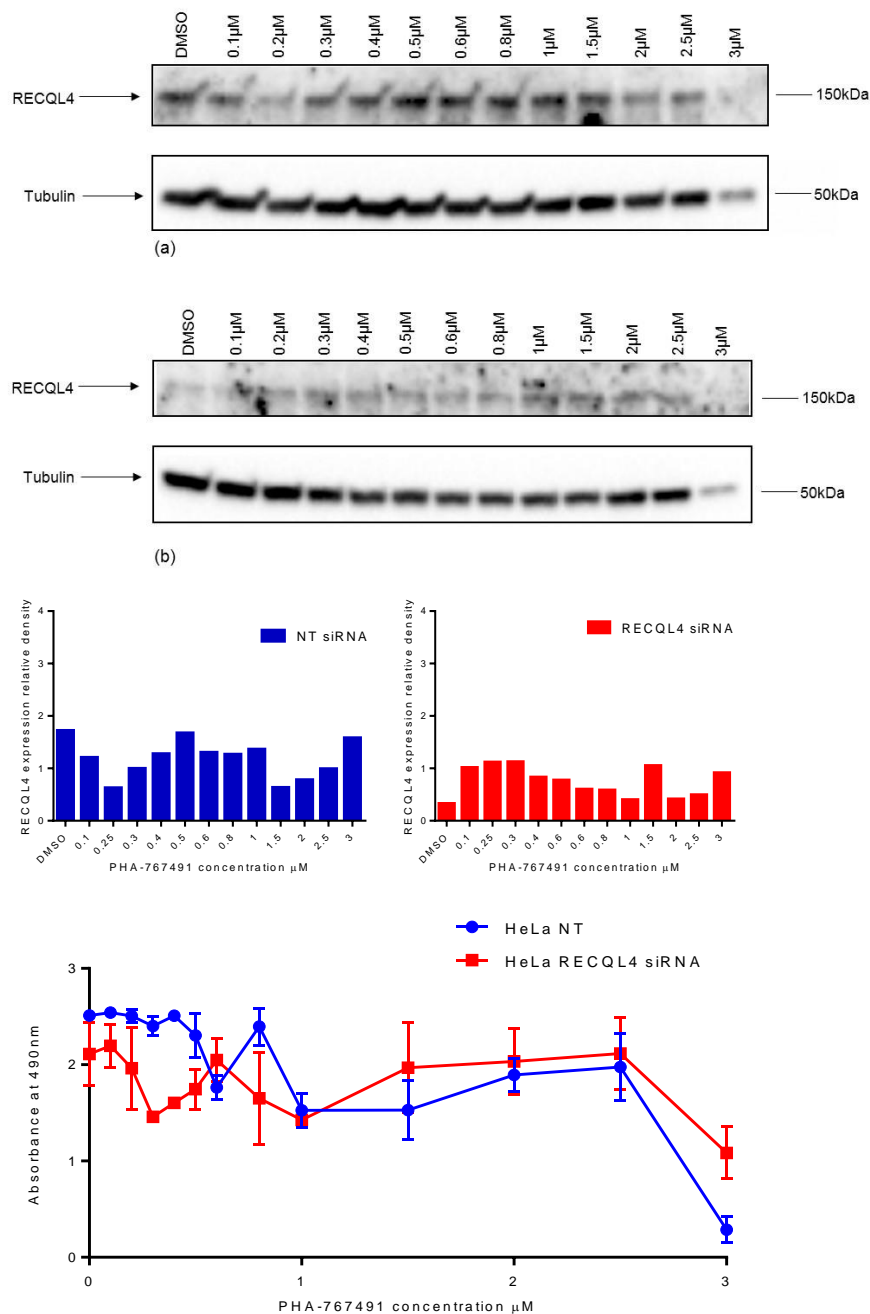 DMSO 0.1µM 0.2µM 0.3µM 0.4µM 0.5µM 0.6µM 0.8µM 1µM 1.5µM 2µM 2.5µM 3µM
RECQL4
150kDa
Tubulin
50kDa
(a)
DMSO 0.1µM 0.2µM 0.3µM 0.4µM 0.5µM 0.6µM 0.8µM 1µM 1.5µM 2µM 2.5µM 3µM
RECQL4
150kDa
Tubulin
50kDa
(b)
RECQL4 expression relative density
4
3
2
1
0
NT siRNA
DMSO 0.1 0.25 0.3 0.4 0.5 0.6 0.8 1 1.5 2 2.5 3
PHA-767491 concentration µM
RECQL4 expression relative density
4
3
2
1
0
RECQL4 siRNA
DMSO 0.1 0.25 0.3 0.4 0.6 0.6 0.8 1 1.5 2 2.5 3
PHA-767491 concentration µM
HeLa NT
HeLa RECQL4 siRNA
Absorbance at 490nm
3
2
1
0
0 1 2 3
PHA-767491 concentration µM